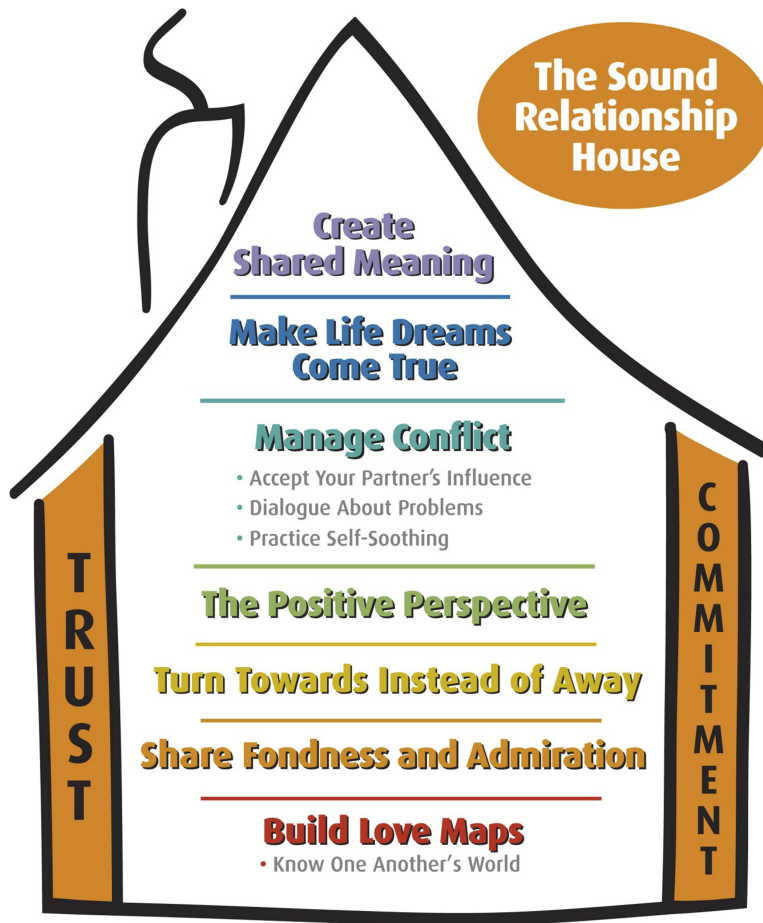 The Sound
Relationship
House
Create
Shared Meaning
Make Life Dreams
Come True
Manage Conflict
• Accept Your Partner's Influence
• Dialogue About Problems
• Practice Self-Soothing
The Positive Perspective
Turn Towards Instead of Away
Share Fondness and Admiration
Build Love Maps
• Know One Another's World
TRUST
COMMITMENT